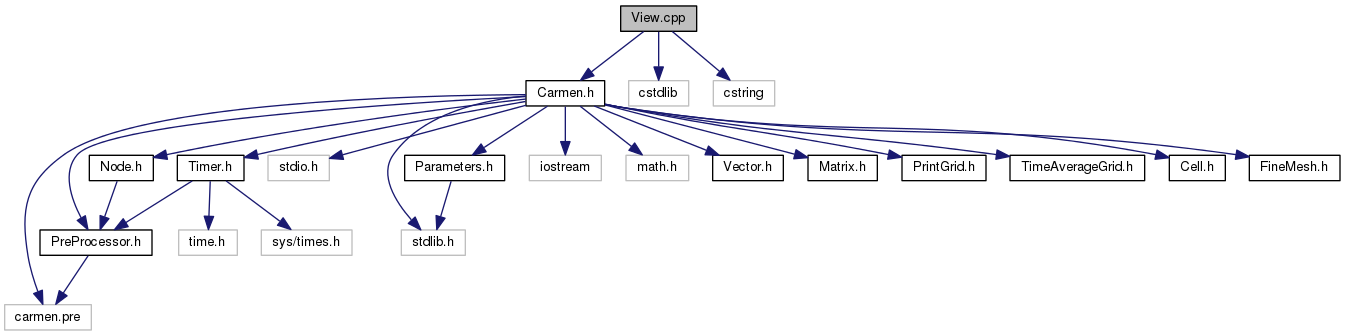 View.cpp
Carmen.h
cstdlib
cstring
Node.h
Timer.h
stdio.h
Parameters.h
iostream
math.h
Vector.h
Matrix.h
PrintGrid.h
TimeAverageGrid.h
Cell.h
FineMesh.h
PreProcessor.h
time.h
sys/times.h
stdlib.h
carmen.pre